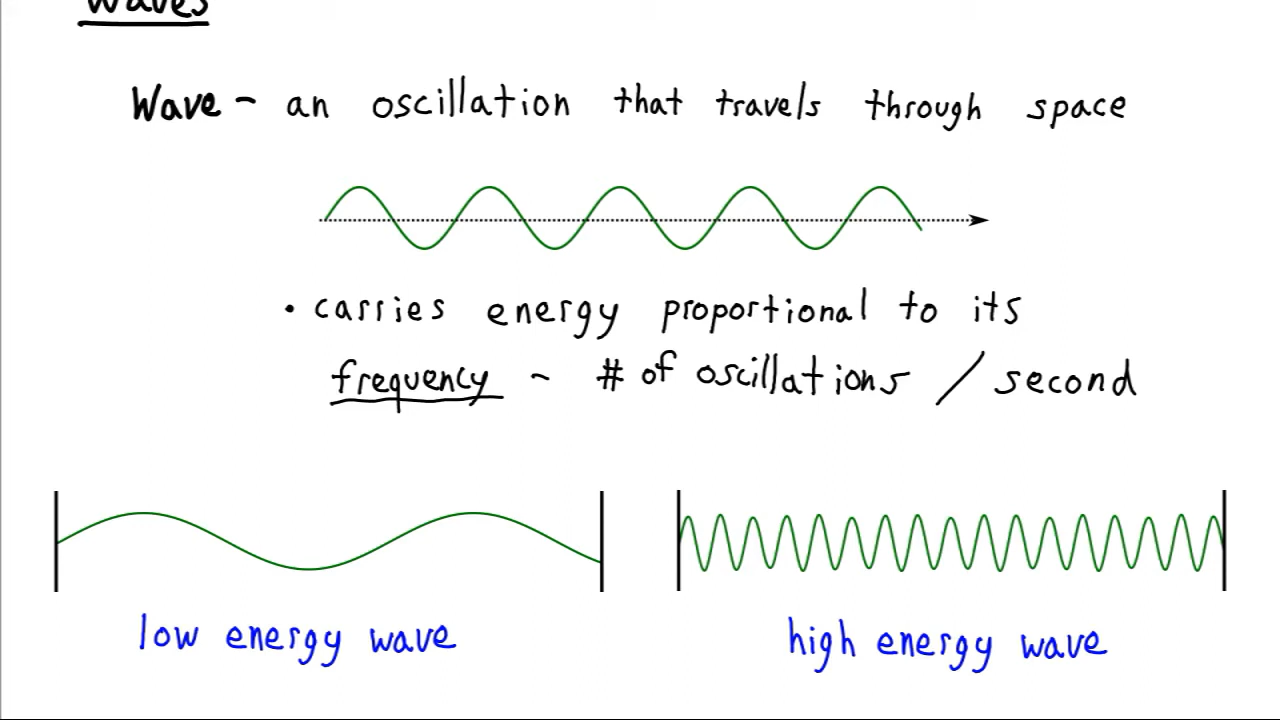 Waves
Wave - an oscillation that travels through space
• carries energy proportional to its
frequency - # of oscillations / second
low energy wave
high energy wave